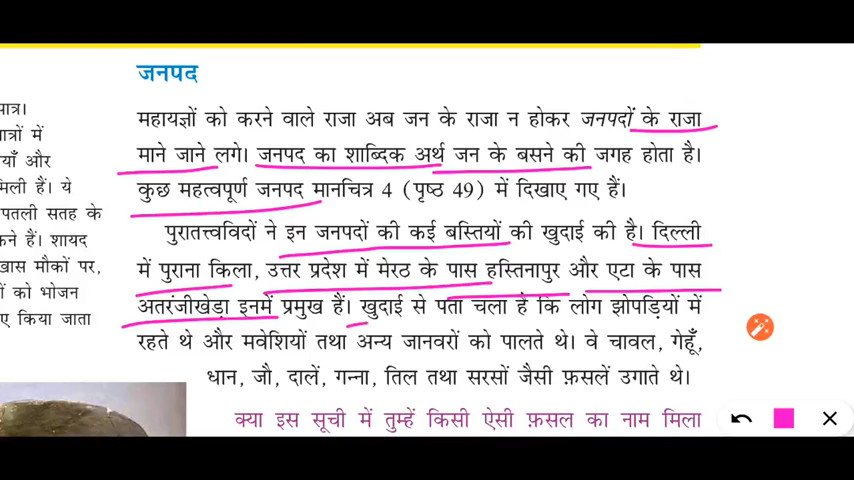 जनपद
महायज्ञों को करने वाले राजा अब जन के राजा न होकर जनपदों के राजा
माने जाने लगे। जनपद का शाब्दिक अर्थ जन के बसने की जगह होता है।
कुछ महत्वपूर्ण जनपद मानचित्र 4 (पृष्ठ 49) में दिखाए गए हैं।
पुरातत्त्वविदों ने इन जनपदों की कई बस्तियों की खुदाई की है। दिल्ली
में पुराना किला, उत्तर प्रदेश में मेरठ के पास हस्तिनापुर और एटा के पास
अतरंजीखेड़ा इनमें प्रमुख हैं। खुदाई से पता चला है कि लोग झोपड़ियों में
रहते थे और मवेशियों तथा अन्य जानवरों को पालते थे। वे चावल, गेहूँ,
धान, जौ, दालें, गन्ना, तिल तथा सरसों जैसी फ़सलें उगाते थे।
क्या इस सूची में तुम्हें किसी ऐसी फ़सल का नाम मिला
ात्र।
ात्रों में
याँ और
मिली हैं। ये
पतली सतह के
कने हैं। शायद
खास मौकों पर,
ों को भोजन
ए किया जाता